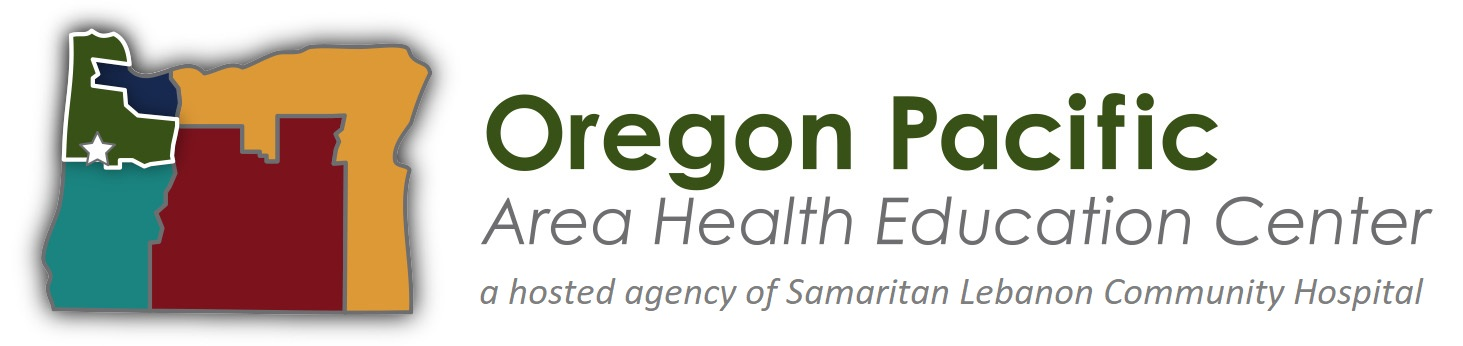 Oregon Pacific
Area Health Education Center
a hosted agency of Samaritan Lebanon Community Hospital